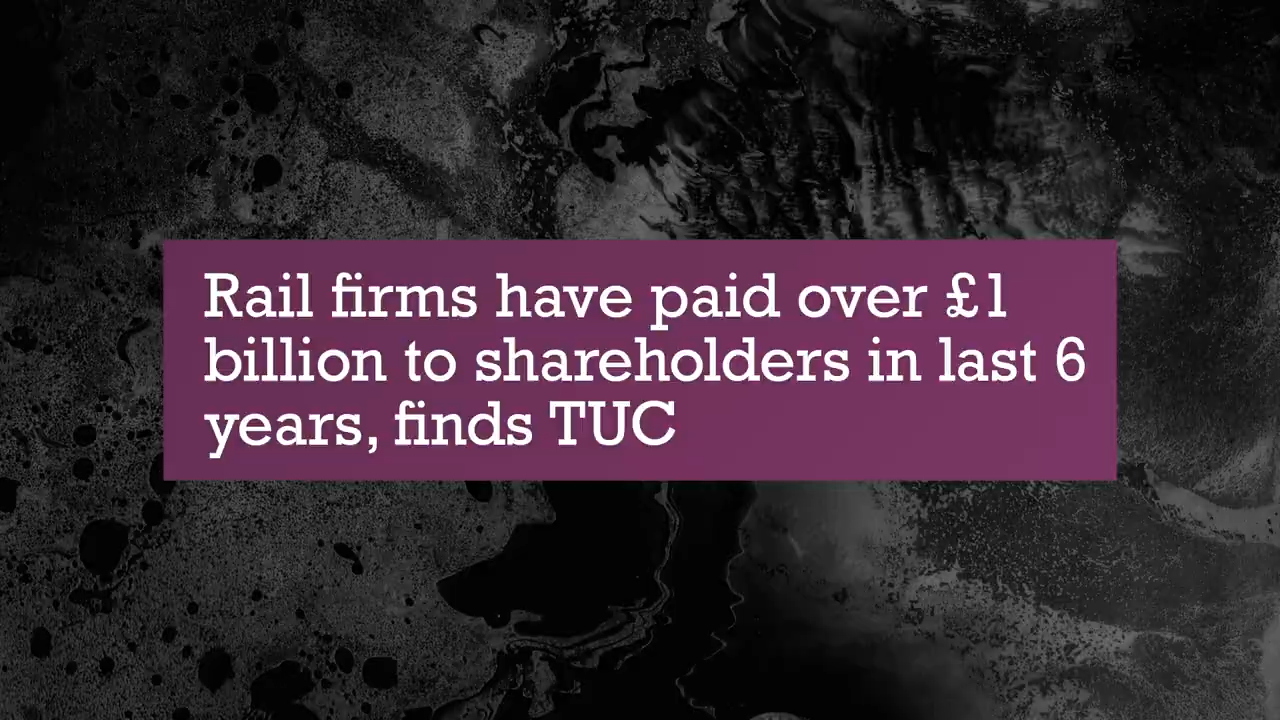 Rail firms have paid over £1
billion to shareholders in last 6
years, finds TUC